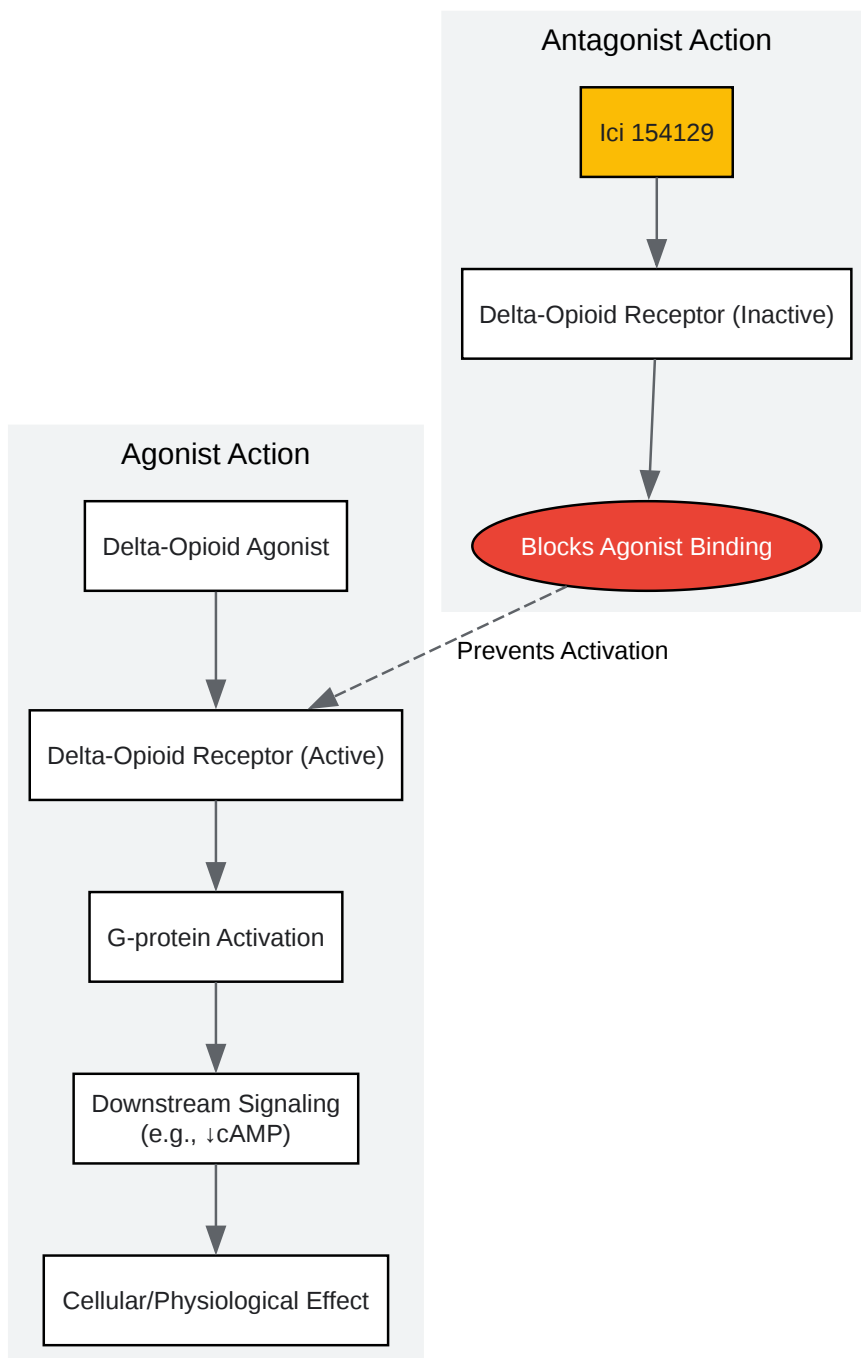 Antagonist Action
Ici 154129
Delta-Opioid Receptor (Inactive)
Blocks Agonist Binding
Prevents Activation
Agonist Action
Delta-Opioid Agonist
Delta-Opioid Receptor (Active)
G-protein Activation
Downstream Signaling
(e.g., ↓cAMP)
Cellular/Physiological Effect